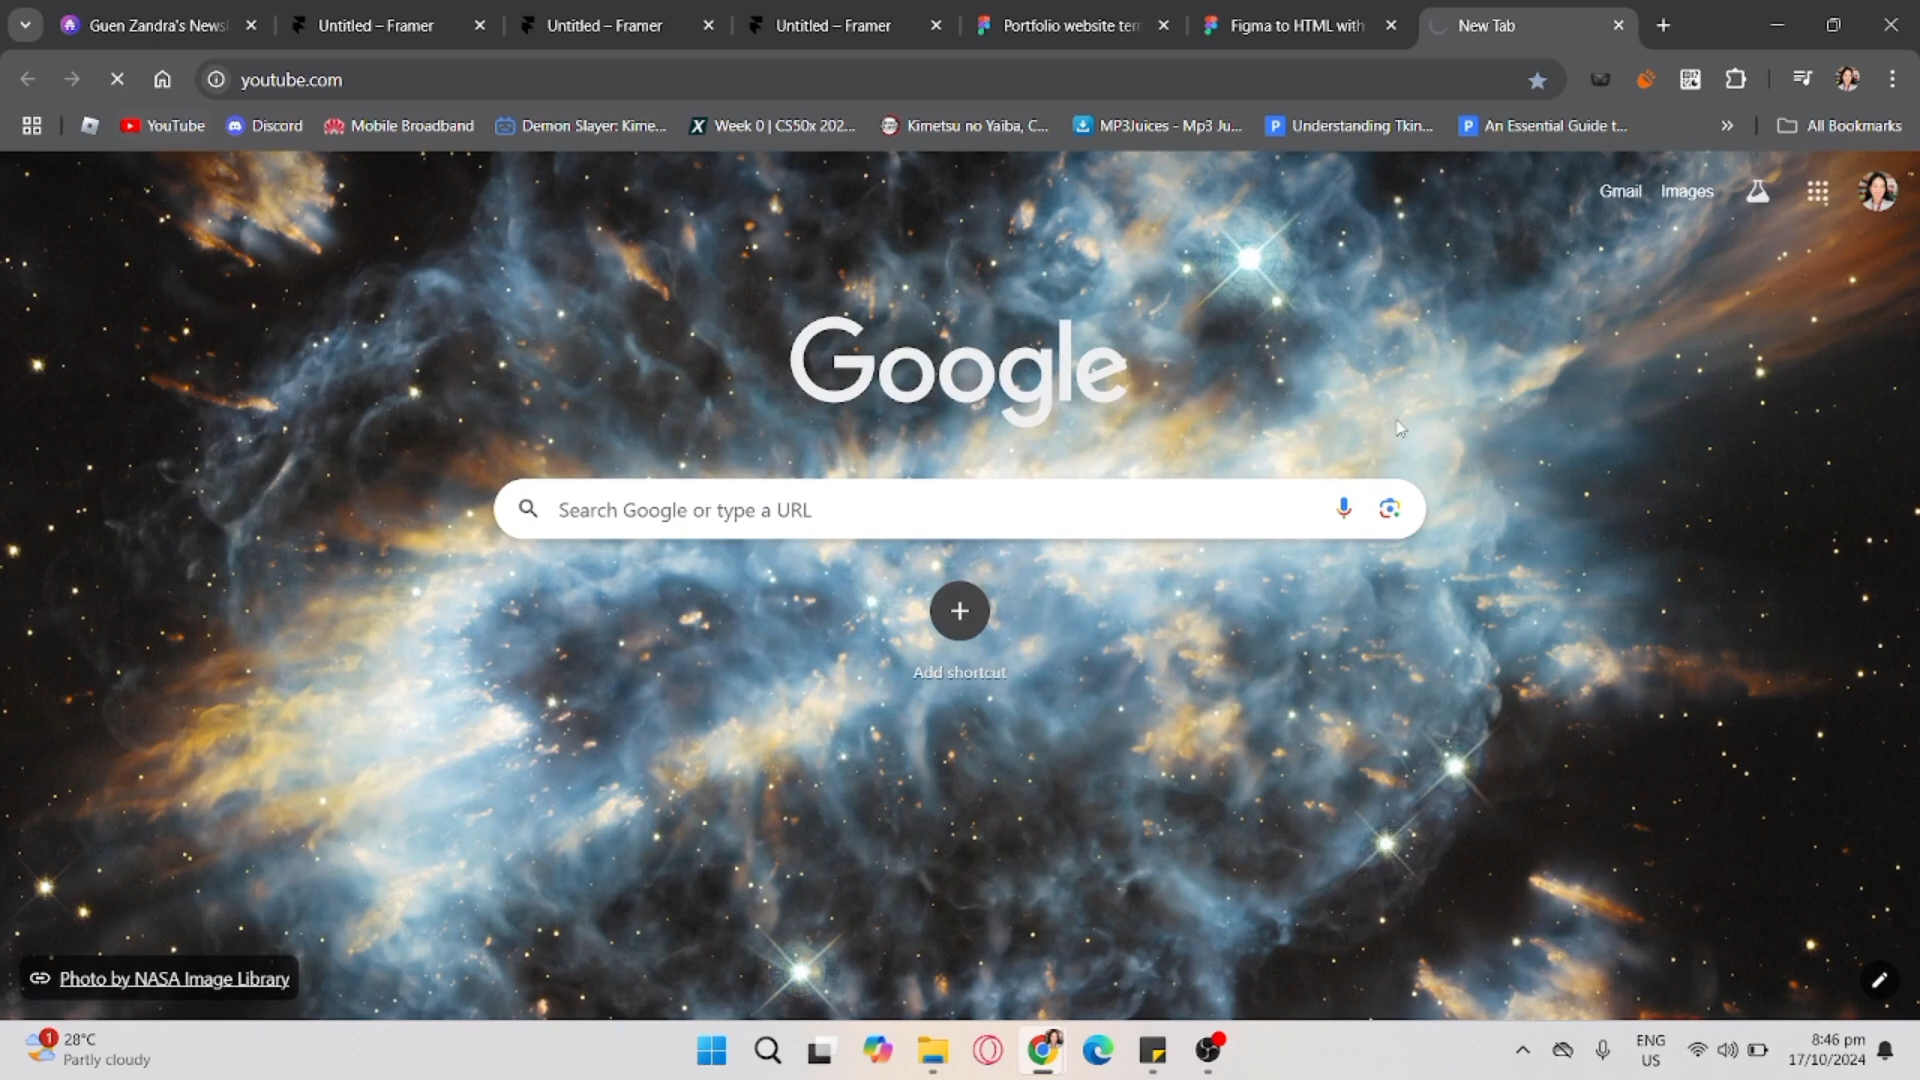 Guen Zandra's News
Untitled – Framer
Untitled – Framer
Untitled – Framer
Portfolio website tem
Figma to HTML with
New Tab
youtube.com
YouTube
Discord
Mobile Broadband
Demon Slayer: Kime...
Week 0 | CS50x 202...
Kimetsu no Yaiba, C...
MP3Juices - Mp3 Ju...
Understanding Tkin...
An Essential Guide t...
All Bookmarks
Gmail
Images
Google
Search Google or type a URL
Add shortcut
Photo by NASA Image Library
1
28°C
Partly cloudy
ENG
US
8:46 pm
17/10/2024